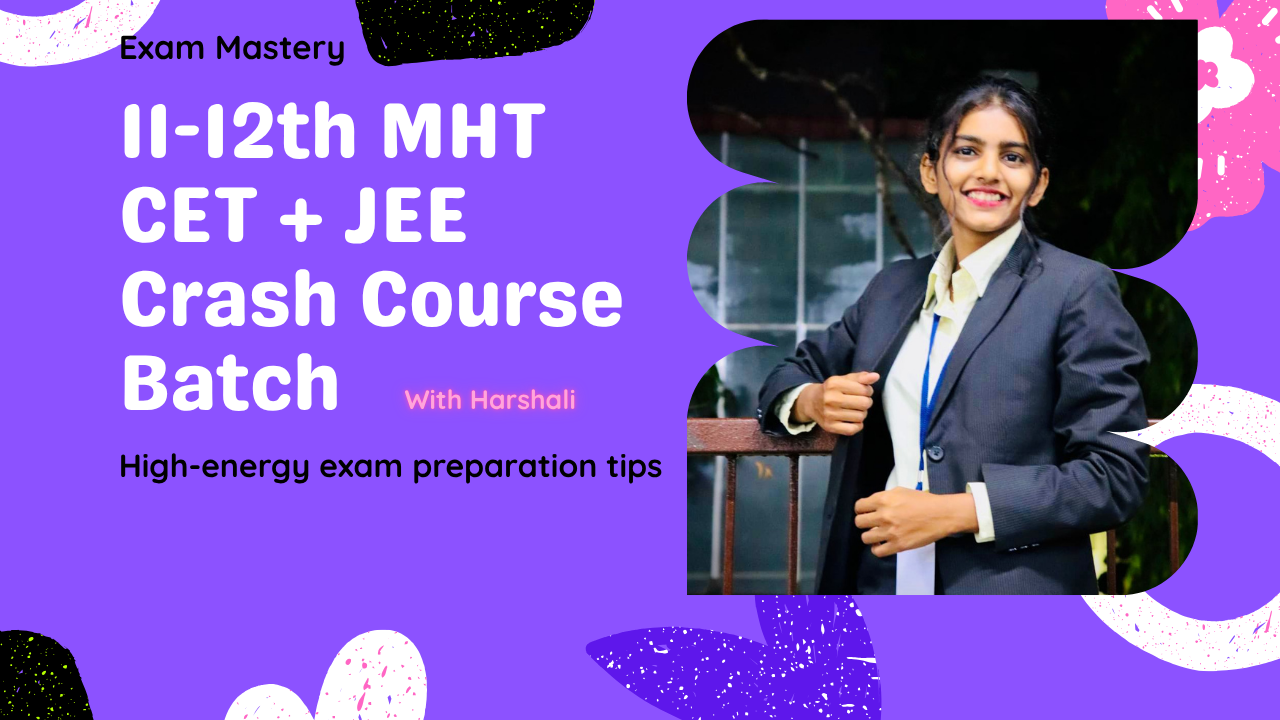 Exam Mastery
11-12th MHT
CET + JEE
Crash Course
Batch
With Harshali
High-energy exam preparation tips